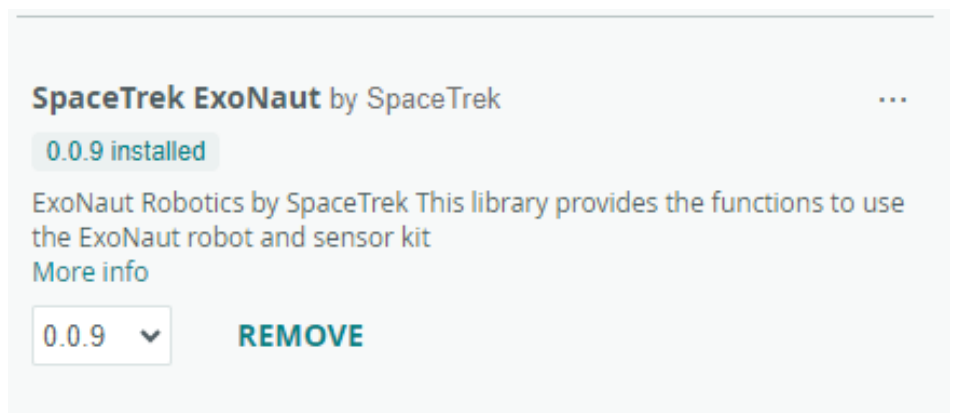 SpaceTrek ExoNaut by SpaceTrek
...
0.0.9 installed
ExoNaut Robotics by SpaceTrek This library provides the functions to use
the ExoNaut robot and sensor kit
More info
0.0.9
REMOVE